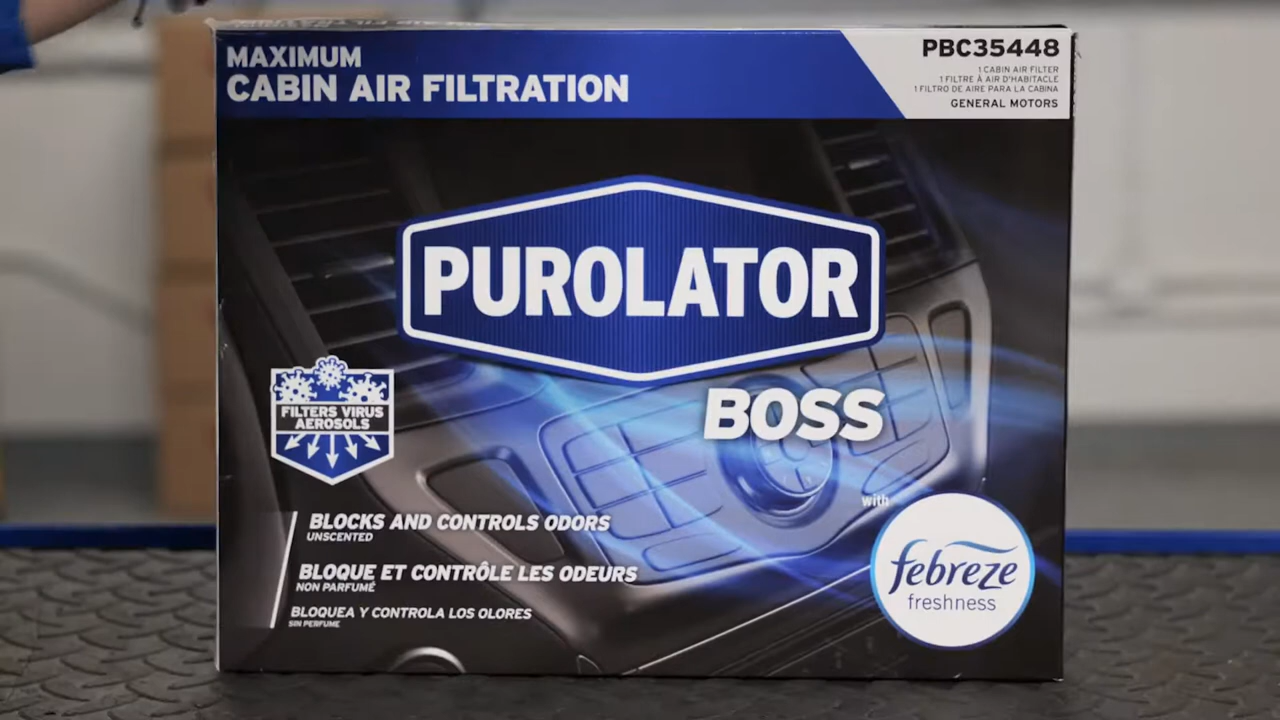 MAXIMUM
CABIN AIR FILTRATION
PBC35448
1 CABIN AIR FILTER
1 FILTRE À AIR D'HABITACLE
1 FILTRO DE AIRE PARA LA CABINA
GENERAL MOTORS
PUROLATOR
BOSS
FILTERS VIRUS
AEROSOLS
BLOCKS AND CONTROLS ODORS
UNSCENTED
BLOQUE ET CONTRÔLE LES ODEURS
NON PARFUMÉ
BLOQUEA Y CONTROLA LOS OLORES
SIN PERFUME
with
febreze
freshness